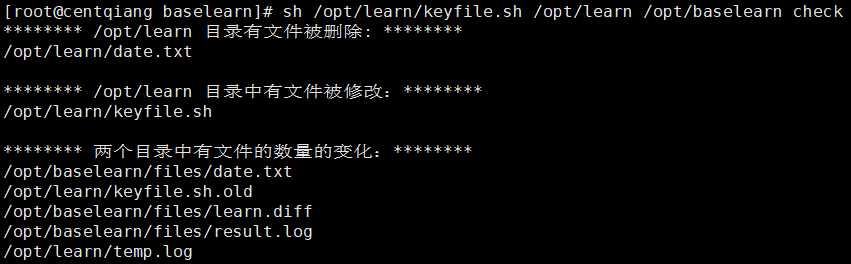 [root@centqiang baselearn]# sh /opt/learn/keyfile.sh /opt/learn /opt/baselearn check
******** /opt/learn 目录有文件被删除: ********
/opt/learn/date.txt
******** /opt/learn 目录中有文件被修改: ********
/opt/learn/keyfile.sh
******** 两个目录中有文件的数量的变化: ********
/opt/baselearn/files/date.txt
/opt/learn/keyfile.sh.old
/opt/baselearn/files/learn.diff
/opt/baselearn/files/result.log
/opt/learn/temp.log